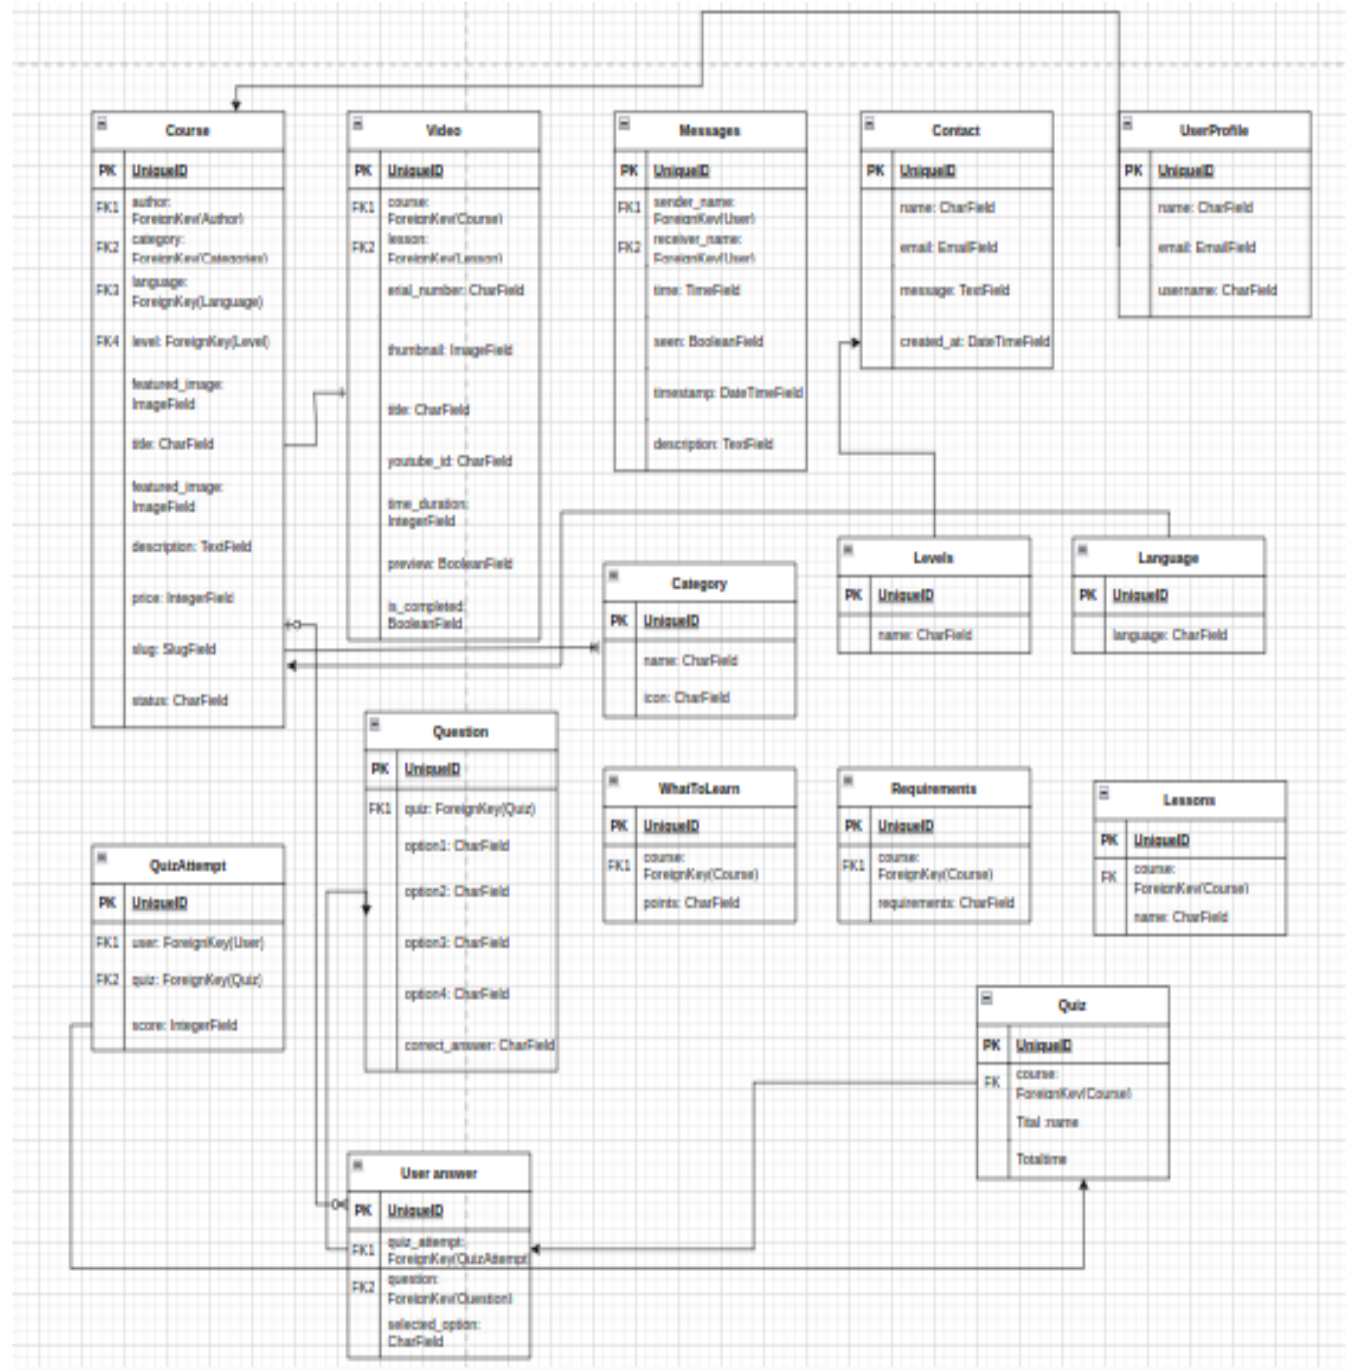 Course
PK UniqueID
FK1 author:
ForeignKey(Author)
FK2 category:
ForeignKey(Categories)
FK3 language:
ForeignKey(Language)
FK4 level: ForeignKey(Level)
featured_image:
ImageField
title: CharField
featured_image:
ImageField
description: TextField
price: IntegerField
slug: SlugField
status: CharField
Video
PK UniqueID
FK1 course:
ForeignKey(Course)
FK2 lesson:
ForeignKey(Lesson)
erial_number: CharField
thumbnail: ImageField
title: CharField
youtube_id: CharField
time_duration:
IntegerField
preview: BooleanField
is_completed:
BooleanField
Messages
PK UniqueID
FK1 sender_name:
ForeignKey(User)
FK2 receiver_name:
ForeignKey(User)
time: TimeField
seen: BooleanField
timestamp: DateTimeField
description: TextField
Contact
PK UniqueID
name: CharField
email: EmailField
message: TextField
created_at: DateTimeField
UserProfile
PK UniqueID
name: CharField
email: EmailField
username: CharField
Category
PK UniqueID
name: CharField
icon: CharField
Levels
PK UniqueID
name: CharField
Language
PK UniqueID
language: CharField
Question
PK UniqueID
FK1 quiz: ForeignKey(Quiz)
option1: CharField
option2: CharField
option3: CharField
option4: CharField
correct_answer: CharField
WhatToLearn
PK UniqueID
FK1 course:
ForeignKey(Course)
points: CharField
Requirements
PK UniqueID
FK1 course:
ForeignKey(Course)
requirements: CharField
Lessons
PK UniqueID
FK course:
ForeignKey(Course)
name: CharField
QuizAttempt
PK UniqueID
FK1 user: ForeignKey(User)
FK2 quiz: ForeignKey(Quiz)
score: IntegerField
Quiz
PK UniqueID
FK course:
ForeignKey(Course)
Tital :name
Totaltime
User answer
PK UniqueID
FK1 quiz_attempt:
ForeignKey(QuizAttempt
FK2 question:
ForeignKey(Question)
selected_option:
CharField